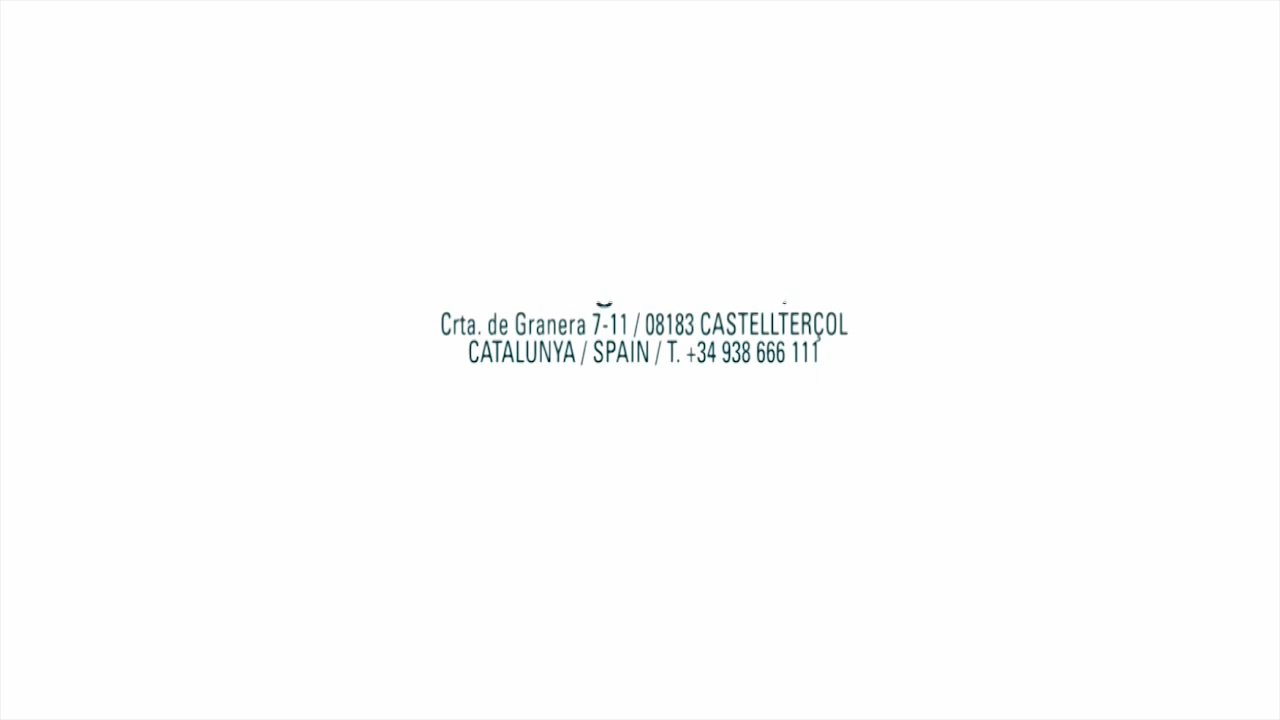 Crta. de Granera 7-11 / 08183 CASTELLTERÇOL
CATALUNYA / SPAIN / T. +34 938 666 111